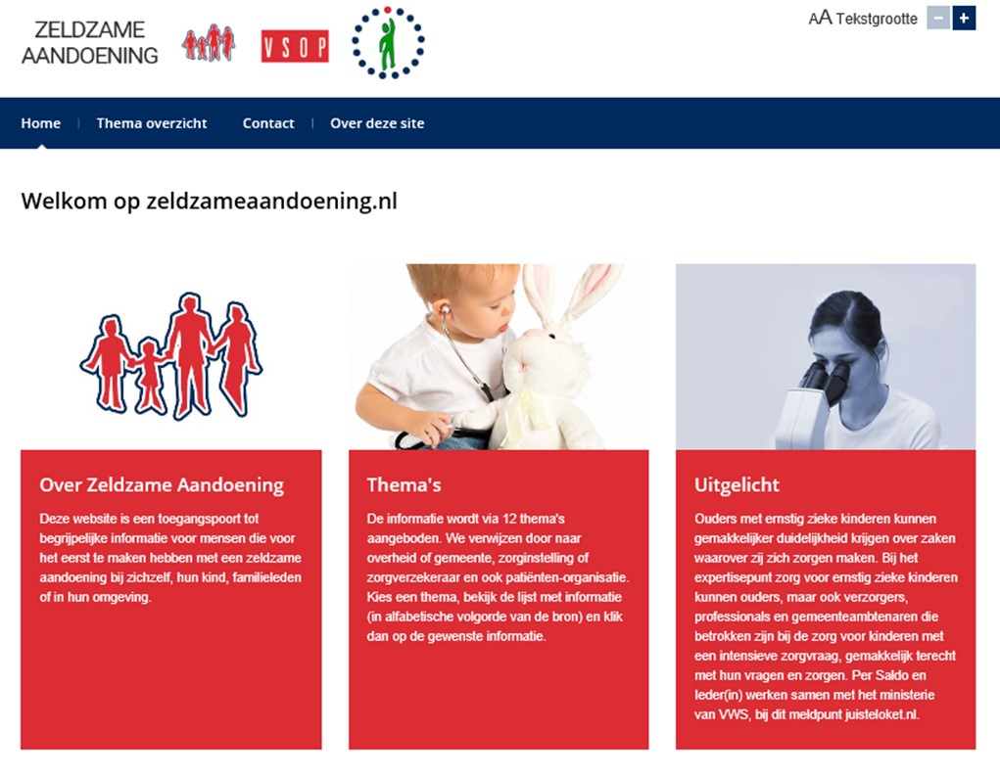 ZELDZAME
AANDOENING
VSOP
AA Tekstgrootte
−
+
Home
Thema overzicht
Contact
Over deze site
Welkom op zeldzameaandoening.nl
Over Zeldzame Aandoening
Deze website is een toegangspoort tot
begrijpelijke informatie voor mensen die voor
het eerst te maken hebben met een zeldzame
aandoening bij zichzelf, hun kind, familieleden
of in hun omgeving.
Thema's
De informatie wordt via 12 thema's
aangeboden. We verwijzen door naar
overheid of gemeente, zorginstelling of
zorgverzekeraar en ook patiënten-organisatie.
Kies een thema, bekijk de lijst met informatie
(in alfabetische volgorde van de bron) en klik
dan op de gewenste informatie.
Uitgelicht
Ouders met ernstig zieke kinderen kunnen
gemakkelijker duidelijkheid krijgen over zaken
waarover zij zich zorgen maken. Bij het
expertisepunt zorg voor ernstig zieke kinderen
kunnen ouders, maar ook verzorgers,
professionals en gemeenteambtenaren die
betrokken zijn bij de zorg voor kinderen met
een intensieve zorgvraag, gemakkelijk terecht
met hun vragen en zorgen. Per Saldo en
Ieder(in) werken samen met het ministerie
van VWS, bij dit meldpunt juisteloket.nl.